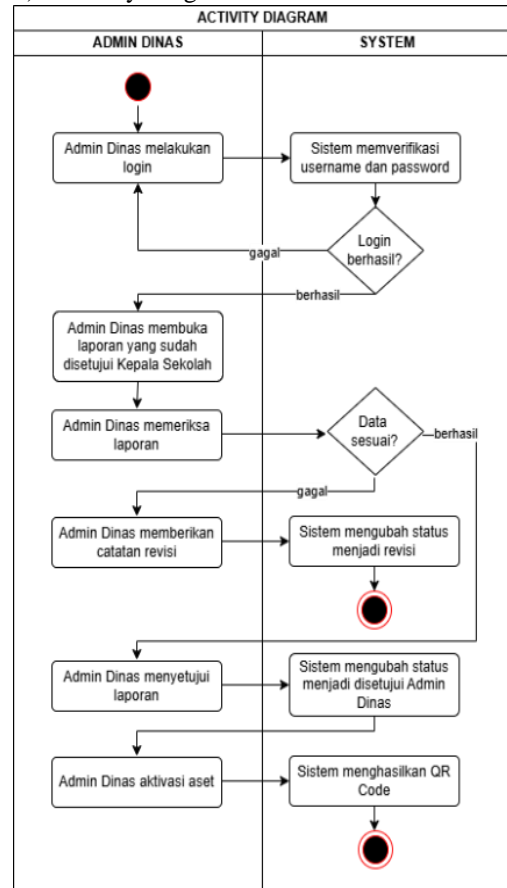 ACTIVITY DIAGRAM
ADMIN DINAS
SYSTEM
Admin Dinas melakukan
login
Sistem memverifikasi
username dan password
Login
berhasil?
gagal
berhasil
Admin Dinas membuka
laporan yang sudah
disetujui Kepala Sekolah
Admin Dinas memeriksa
laporan
Data
sesuai?
berhasil
gagal
Admin Dinas memberikan
catatan revisi
Sistem mengubah status
menjadi revisi
Admin Dinas menyetujui
laporan
Sistem mengubah status
menjadi disetujui Admin
Dinas
Admin Dinas aktivasi aset
Sistem menghasilkan QR
Code